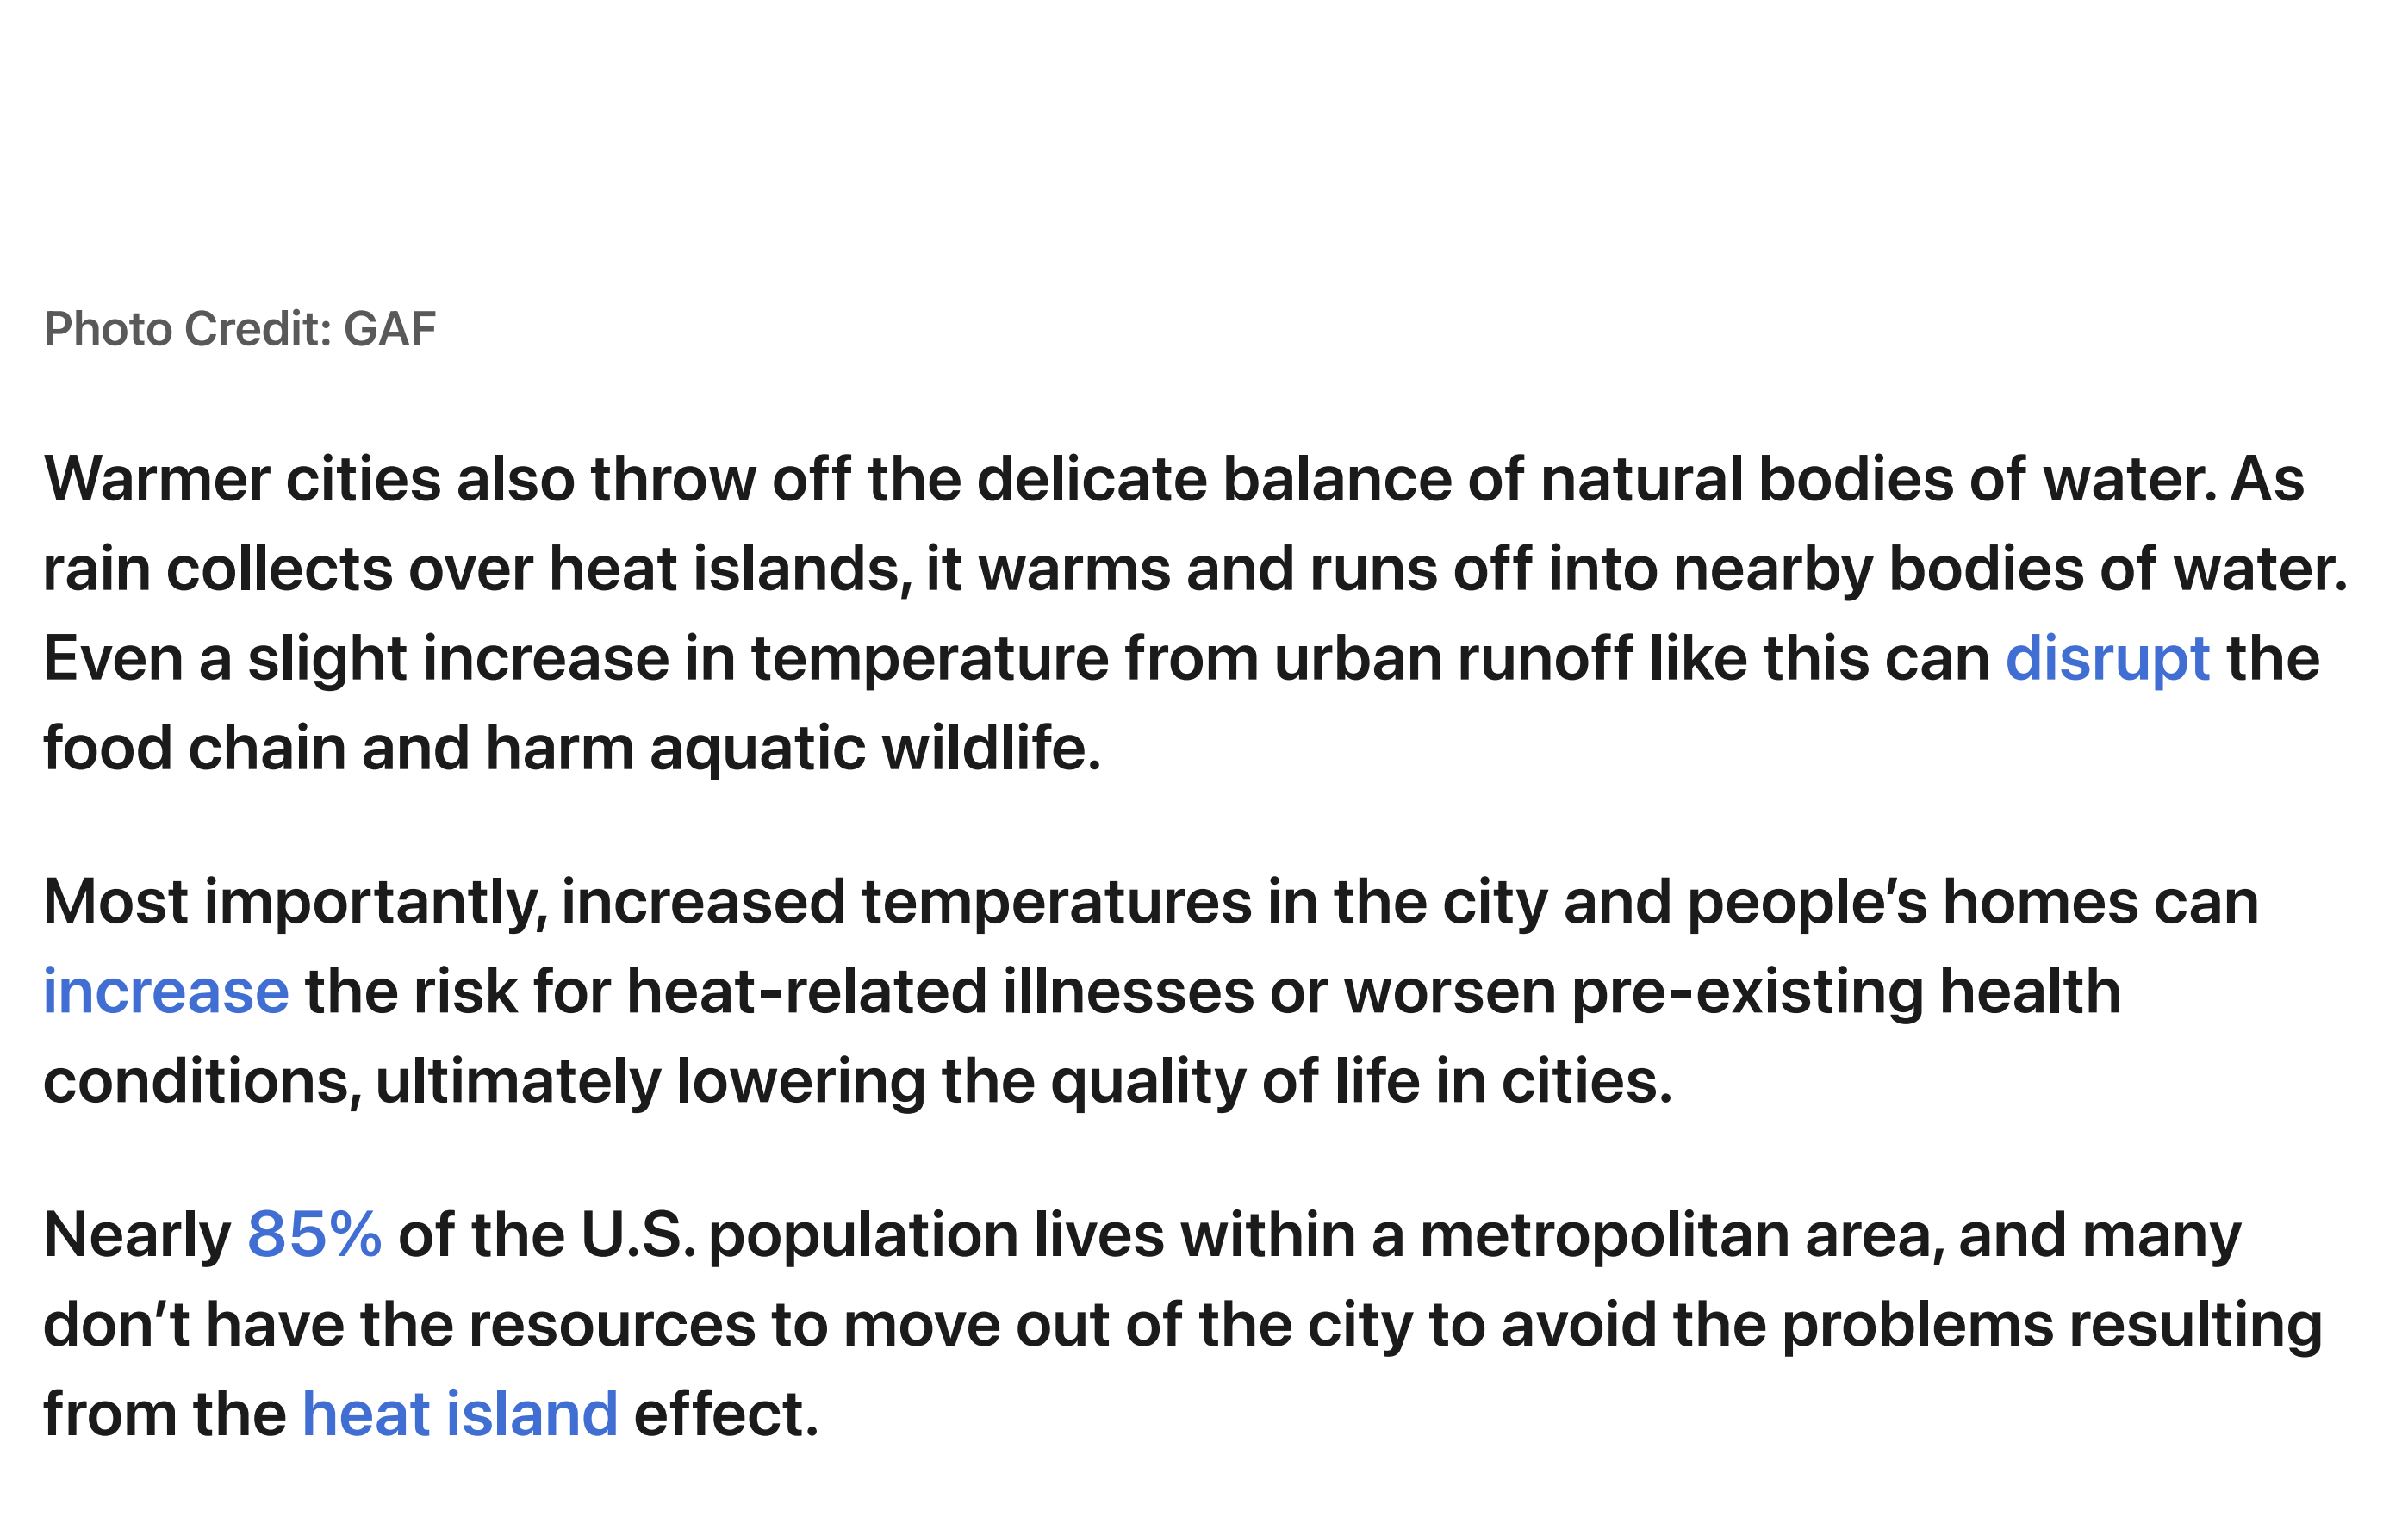 Photo Credit: GAF
Warmer cities also throw off the delicate balance of natural bodies of water. As
rain collects over heat islands, it warms and runs off into nearby bodies of water.
Even a slight increase in temperature from urban runoff like this can disrupt the
food chain and harm aquatic wildlife.
Most importantly, increased temperatures in the city and people’s homes can
increase the risk for heat-related illnesses or worsen pre-existing health
conditions, ultimately lowering the quality of life in cities.
Nearly 85% of the U.S. population lives within a metropolitan area, and many
don’t have the resources to move out of the city to avoid the problems resulting
from the heat island effect.